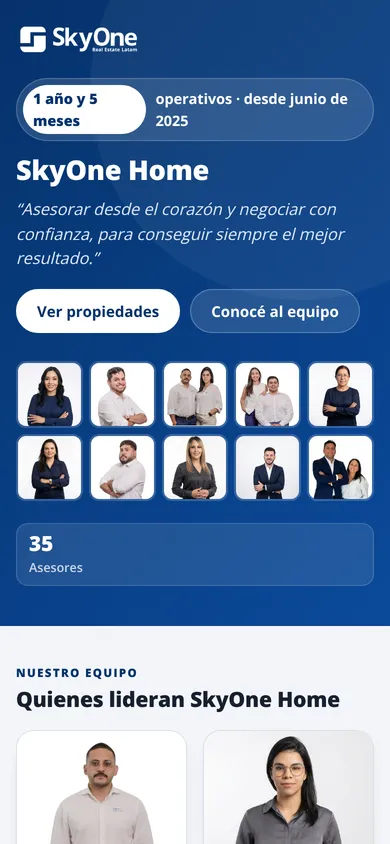 SkyOne
Real Estate Latam
1 año y 5
meses
operativos · desde junio de
2025
SkyOne Home
“Asesorar desde el corazón y negociar con
confianza, para conseguir siempre el mejor
resultado.”
Ver propiedades
Conocé al equipo
35
Asesores
NUESTRO EQUIPO
Quienes lideran SkyOne Home